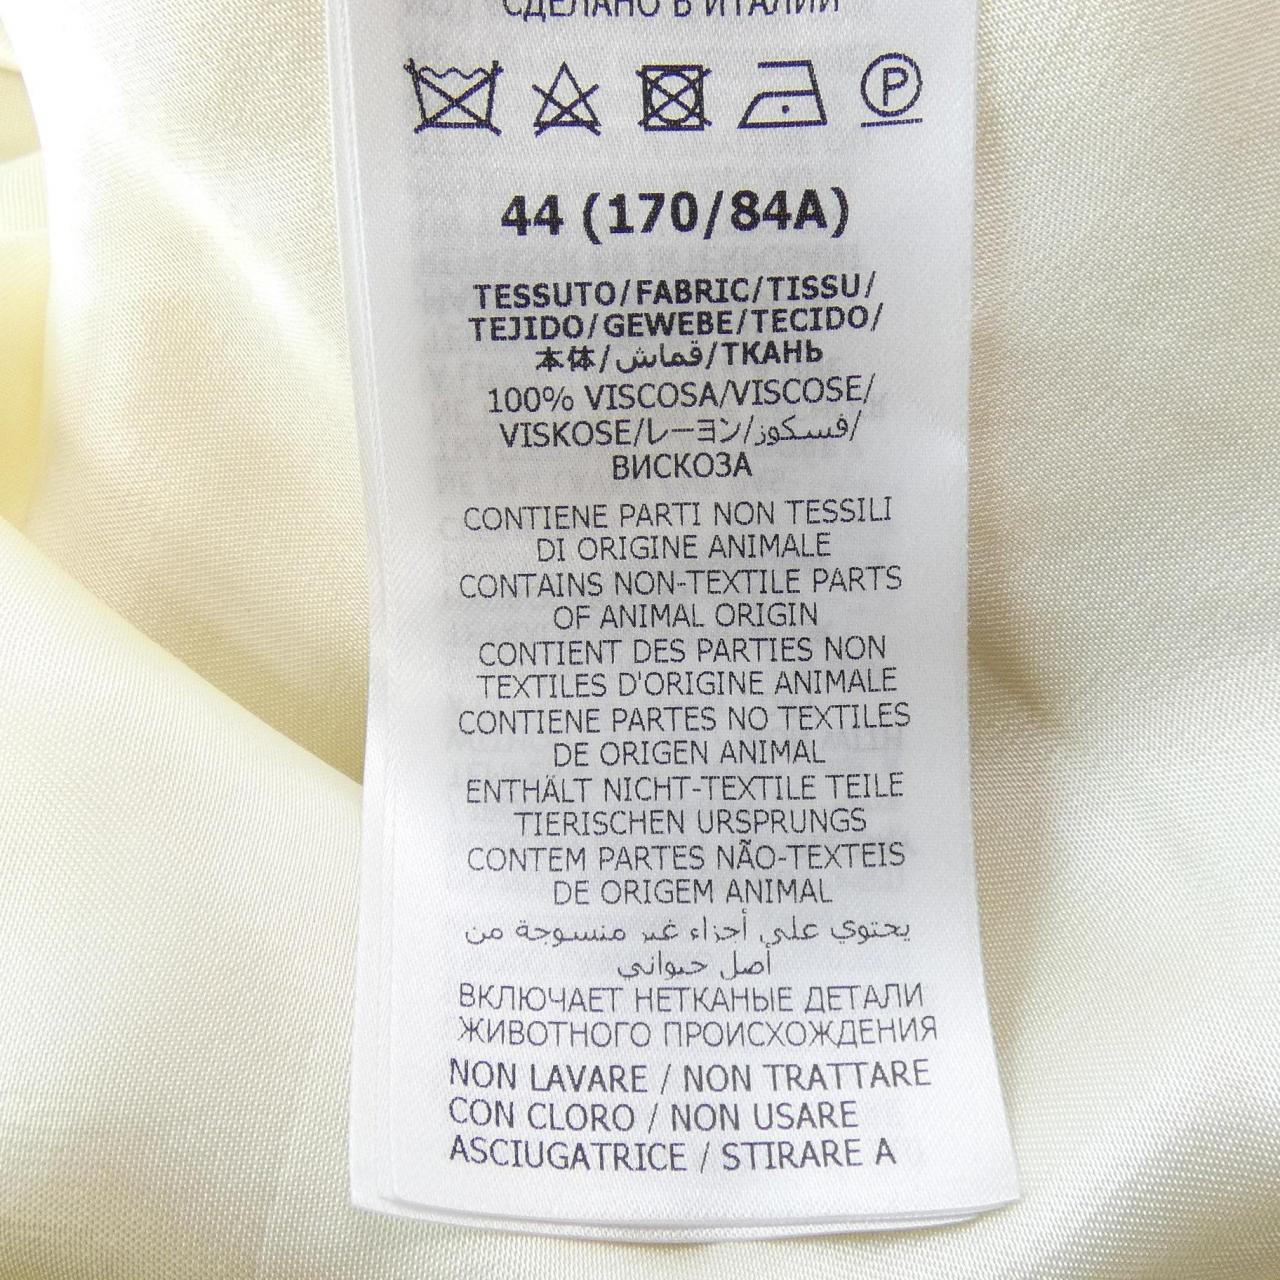 СДЕЛАНО В ИТАЛИИ
P
44 (170/84A)
TESSUTO/FABRIC/TISSU/
TEJIDO/GEWEBE/TECIDO/
本体/قماش/ТКАНЬ
100% VISCOSA/VISCOSE/
VISKOSE/レーヨン/فسكوز/
ВИСКОЗА
CONTIENE PARTI NON TESSILI
DI ORIGINE ANIMALE
CONTAINS NON-TEXTILE PARTS
OF ANIMAL ORIGIN
CONTIENT DES PARTIES NON
TEXTILES D'ORIGINE ANIMALE
CONTIENE PARTES NO TEXTILES
DE ORIGEN ANIMAL
ENTHÄLT NICHT-TEXTILE TEILE
TIERISCHEN URSPRUNGS
CONTEM PARTES NÃO-TEXTEIS
DE ORIGEM ANIMAL
يحتوي على أجزاء غير منسوجة من
أصل حيواني
ВКЛЮЧАЕТ НЕТКАНЫЕ ДЕТАЛИ
ЖИВОТНОГО ПРОИСХОЖДЕНИЯ
NON LAVARE / NON TRATTARE
CON CLORO / NON USARE
ASCIUGATRICE / STIRARE A